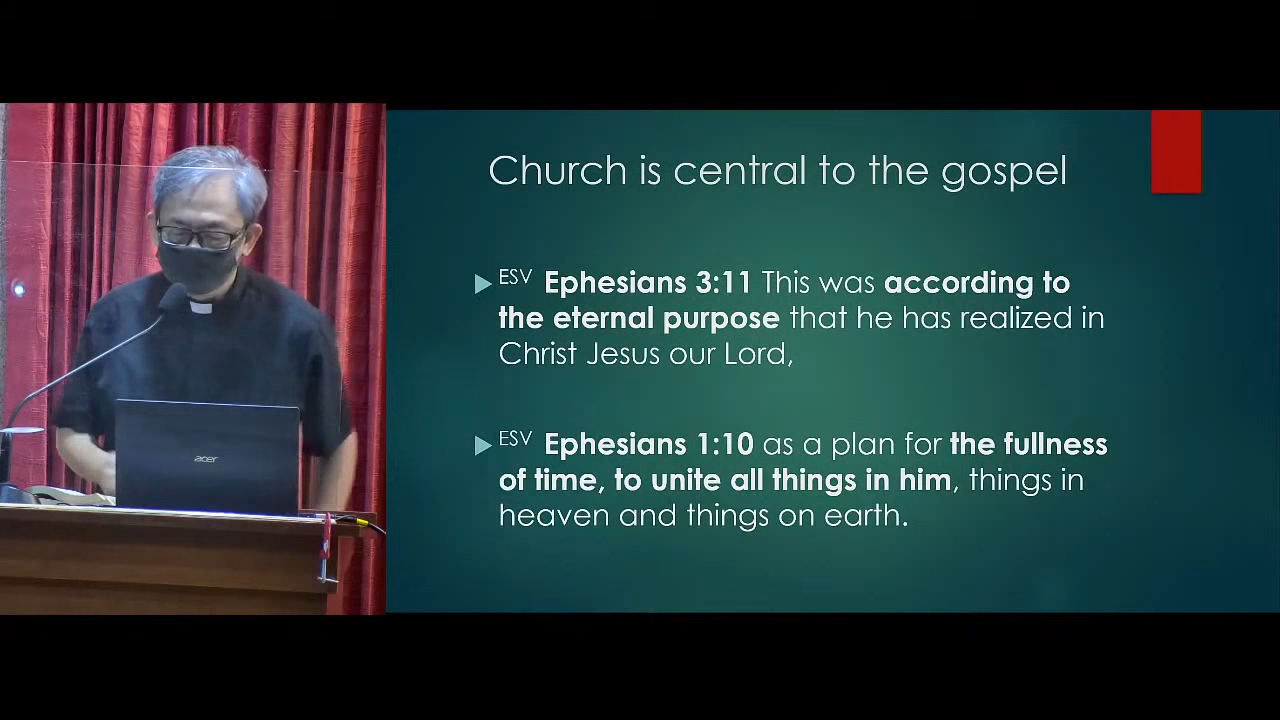 Church is central to the gospel
ESV Ephesians 3:11 This was according to
the eternal purpose that he has realized in
Christ Jesus our Lord,
ESV Ephesians 1:10 as a plan for the fullness
of time, to unite all things in him, things in
heaven and things on earth.
acer